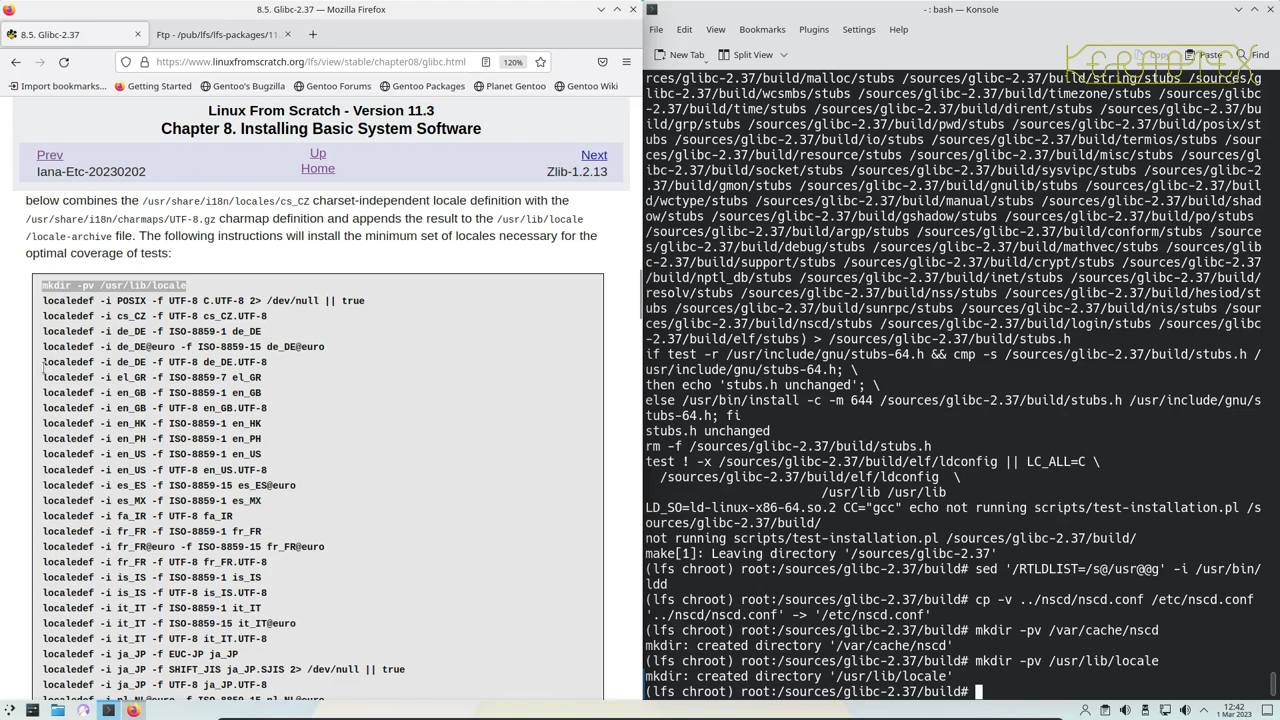 8.5. Glibc-2.37 — Mozilla Firefox
8.5. Glibc-2.37
Ftp - /pub/lfs/lfs-packages/11.
https://www.linuxfromscratch.org/lfs/view/stable/chapter08/glibc.html
120%
Import bookmarks...
Getting Started
Gentoo's Bugzilla
Gentoo Forums
Gentoo Packages
Planet Gentoo
Gentoo Wiki
Linux From Scratch - Version 11.3
Chapter 8. Installing Basic System Software
Prev
Up
Next
Iana-Etc-20230202
Home
Zlib-1.2.13
below combines the /usr/share/i18n/locales/cs_CZ charset-independent locale definition with the
/usr/share/i18n/charmaps/UTF-8.gz charmap definition and appends the result to the /usr/lib/locale
/locale-archive file. The following instructions will install the minimum set of locales necessary for the
optimal coverage of tests:
mkdir -pv /usr/lib/locale
localedef -i POSIX -f UTF-8 C.UTF-8 2> /dev/null || true
localedef -i cs_CZ -f UTF-8 cs_CZ.UTF-8
localedef -i de_DE -f ISO-8859-1 de_DE
localedef -i de_DE@euro -f ISO-8859-15 de_DE@euro
localedef -i de_DE -f UTF-8 de_DE.UTF-8
localedef -i el_GR -f ISO-8859-7 el_GR
localedef -i en_GB -f ISO-8859-1 en_GB
localedef -i en_GB -f UTF-8 en_GB.UTF-8
localedef -i en_HK -f ISO-8859-1 en_HK
localedef -i en_PH -f ISO-8859-1 en_PH
localedef -i en_US -f ISO-8859-1 en_US
localedef -i en_US -f UTF-8 en_US.UTF-8
localedef -i es_ES -f ISO-8859-15 es_ES@euro
localedef -i es_MX -f ISO-8859-1 es_MX
localedef -i fa_IR -f UTF-8 fa_IR
localedef -i fr_FR -f ISO-8859-1 fr_FR
localedef -i fr_FR@euro -f ISO-8859-15 fr_FR@euro
localedef -i fr_FR -f UTF-8 fr_FR.UTF-8
localedef -i is_IS -f ISO-8859-1 is_IS
localedef -i is_IS -f UTF-8 is_IS.UTF-8
localedef -i it_IT -f ISO-8859-1 it_IT
localedef -i it_IT -f ISO-8859-15 it_IT@euro
localedef -i it_IT -f UTF-8 it_IT.UTF-8
localedef -i ja_JP -f EUC-JP ja_JP
localedef -i ja_JP -f SHIFT_JIS ja_JP.SJIS 2> /dev/null || true
localedef -i ja_JP -f UTF-8 ja_JP.UTF-8
- : bash — Konsole
File Edit View Bookmarks Plugins Settings Help
New Tab
Split View
Copy
Paste
Find
KERNOTEX
rces/glibc-2.37/build/malloc/stubs /sources/glibc-2.37/build/string/stubs /sources/g
libc-2.37/build/wcsmbs/stubs /sources/glibc-2.37/build/timezone/stubs /sources/glibc
-2.37/build/time/stubs /sources/glibc-2.37/build/dirent/stubs /sources/glibc-2.37/bu
ild/grp/stubs /sources/glibc-2.37/build/pwd/stubs /sources/glibc-2.37/build/posix/st
ubs /sources/glibc-2.37/build/io/stubs /sources/glibc-2.37/build/termios/stubs /sour
ces/glibc-2.37/build/resource/stubs /sources/glibc-2.37/build/misc/stubs /sources/gl
ibc-2.37/build/socket/stubs /sources/glibc-2.37/build/sysvipc/stubs /sources/glibc-2
.37/build/gmon/stubs /sources/glibc-2.37/build/gnulib/stubs /sources/glibc-2.37/buil
d/wctype/stubs /sources/glibc-2.37/build/manual/stubs /sources/glibc-2.37/build/shad
ow/stubs /sources/glibc-2.37/build/gshadow/stubs /sources/glibc-2.37/build/po/stubs
/sources/glibc-2.37/build/argp/stubs /sources/glibc-2.37/build/conform/stubs /source
s/glibc-2.37/build/debug/stubs /sources/glibc-2.37/build/mathvec/stubs /sources/glib
c-2.37/build/support/stubs /sources/glibc-2.37/build/crypt/stubs /sources/glibc-2.37
/build/nptl_db/stubs /sources/glibc-2.37/build/inet/stubs /sources/glibc-2.37/build/
resolv/stubs /sources/glibc-2.37/build/nss/stubs /sources/glibc-2.37/build/hesiod/st
ubs /sources/glibc-2.37/build/sunrpc/stubs /sources/glibc-2.37/build/nis/stubs /sour
ces/glibc-2.37/build/nscd/stubs /sources/glibc-2.37/build/login/stubs /sources/glibc
-2.37/build/elf/stubs) > /sources/glibc-2.37/build/stubs.h
if test -r /usr/include/gnu/stubs-64.h && cmp -s /sources/glibc-2.37/build/stubs.h /
usr/include/gnu/stubs-64.h; \
then echo 'stubs.h unchanged'; \
else /usr/bin/install -c -m 644 /sources/glibc-2.37/build/stubs.h /usr/include/gnu/s
tubs-64.h; fi
stubs.h unchanged
rm -f /sources/glibc-2.37/build/stubs.h
test ! -x /sources/glibc-2.37/build/elf/ldconfig || LC_ALL=C \
/sources/glibc-2.37/build/elf/ldconfig \
/usr/lib /usr/lib
LD_SO=ld-linux-x86-64.so.2 CC="gcc" echo not running scripts/test-installation.pl /s
ources/glibc-2.37/build/
not running scripts/test-installation.pl /sources/glibc-2.37/build/
make[1]: Leaving directory '/sources/glibc-2.37'
(lfs chroot) root:/sources/glibc-2.37/build# sed '/RTLDLIST=/s@/usr@@g' -i /usr/bin/
ldd
(lfs chroot) root:/sources/glibc-2.37/build# cp -v ../nscd/nscd.conf /etc/nscd.conf
'../nscd/nscd.conf' -> '/etc/nscd.conf'
(lfs chroot) root:/sources/glibc-2.37/build# mkdir -pv /var/cache/nscd
mkdir: created directory '/var/cache/nscd'
(lfs chroot) root:/sources/glibc-2.37/build# mkdir -pv /usr/lib/locale
mkdir: created directory '/usr/lib/locale'
(lfs chroot) root:/sources/glibc-2.37/build#
12:42
1 Mar 2023